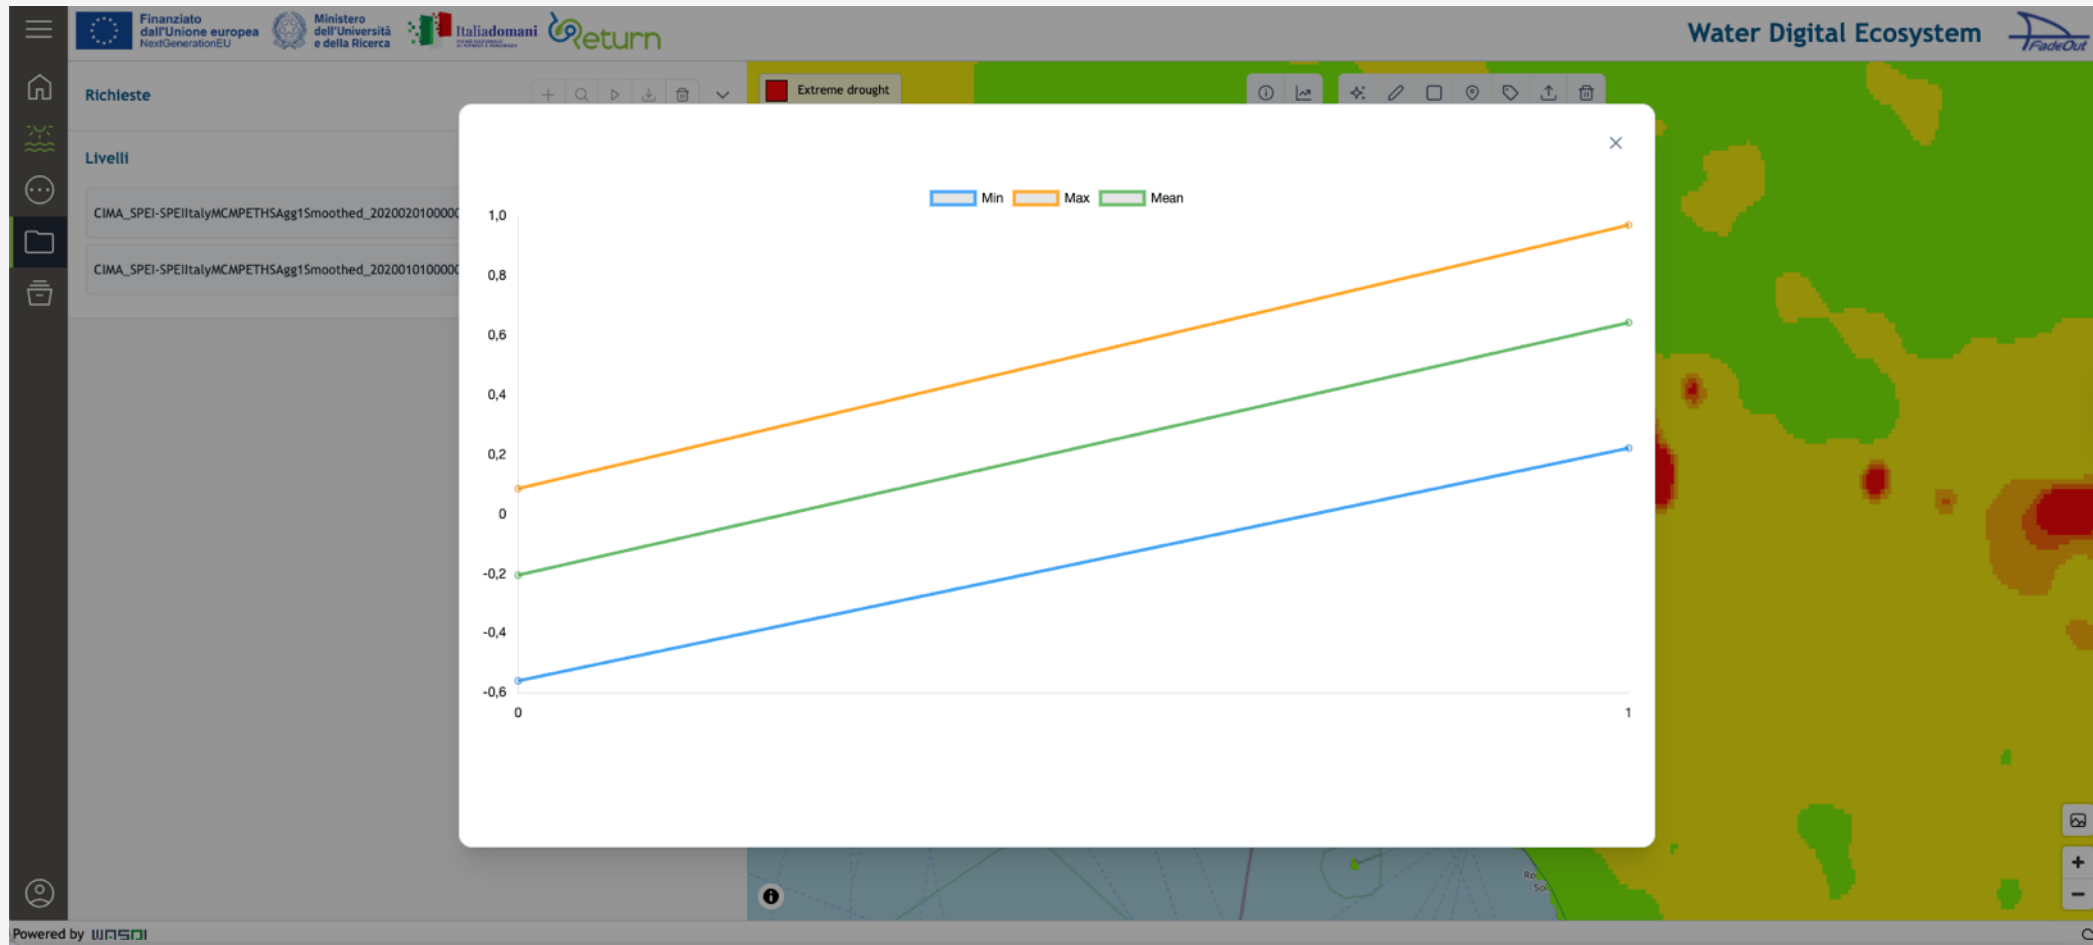 Finanziato
dall'Unione europea
NextGenerationEU
Ministero
dell'Università
e della Ricerca
Italiadomani
Return
Water Digital Ecosystem
FadeOut
Richieste
Extreme drought
Livelli
CIMA_SPEI-SPEIItalyMCMPETHSAgg1Smoothed_2020020100000
CIMA_SPEI-SPEIItalyMCMPETHSAgg1Smoothed_2020010100000
Min Max Mean
1,0
0,8
0,6
0,4
0,2
0
-0,2
-0,4
-0,6
0 1
Ro
So
Powered by WASDI